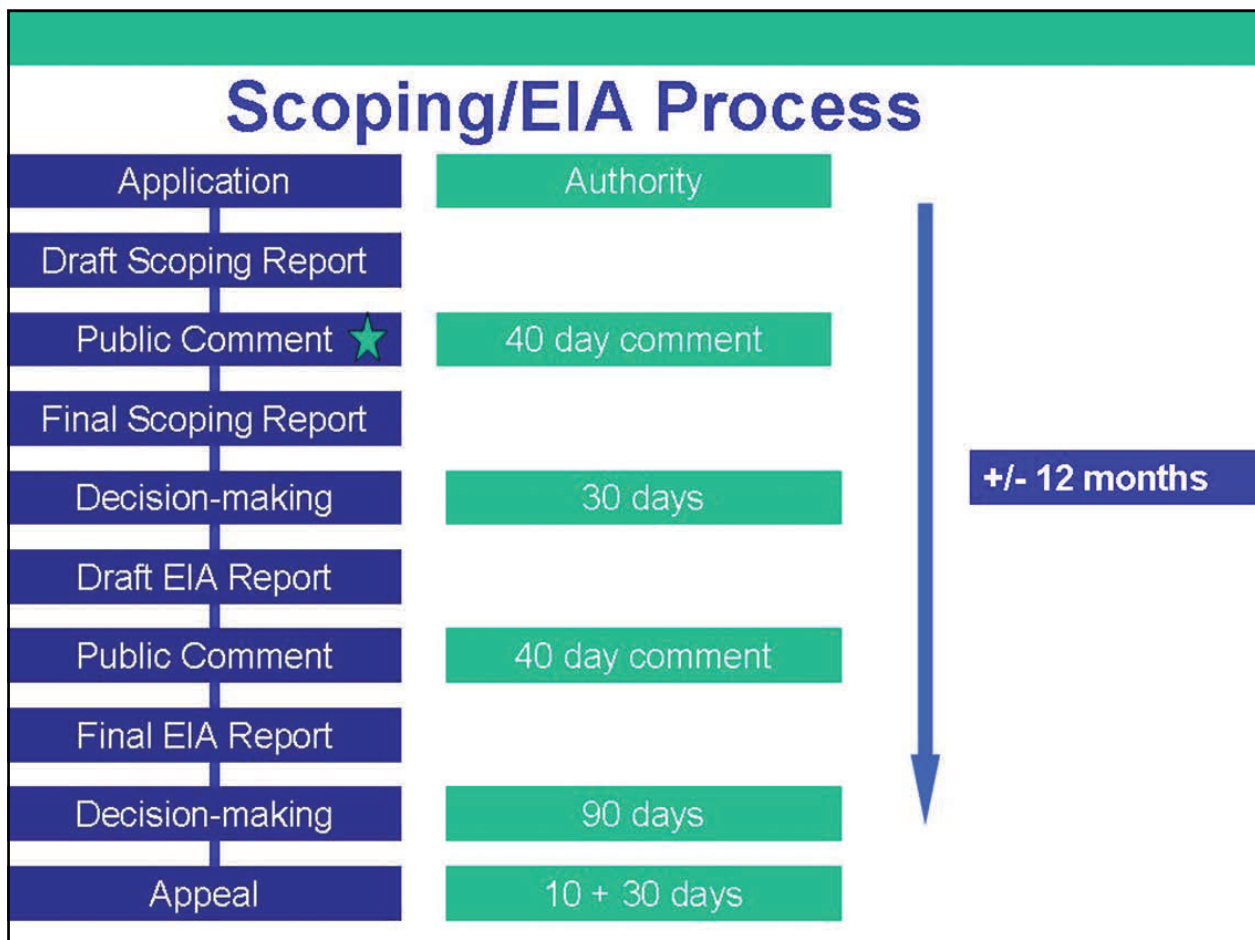 Scoping/EIA Process
Application
Authority
Draft Scoping Report
Public Comment
40 day comment
Final Scoping Report
+/- 12 months
Decision-making
30 days
Draft EIA Report
Public Comment
40 day comment
Final EIA Report
Decision-making
90 days
Appeal
10 + 30 days